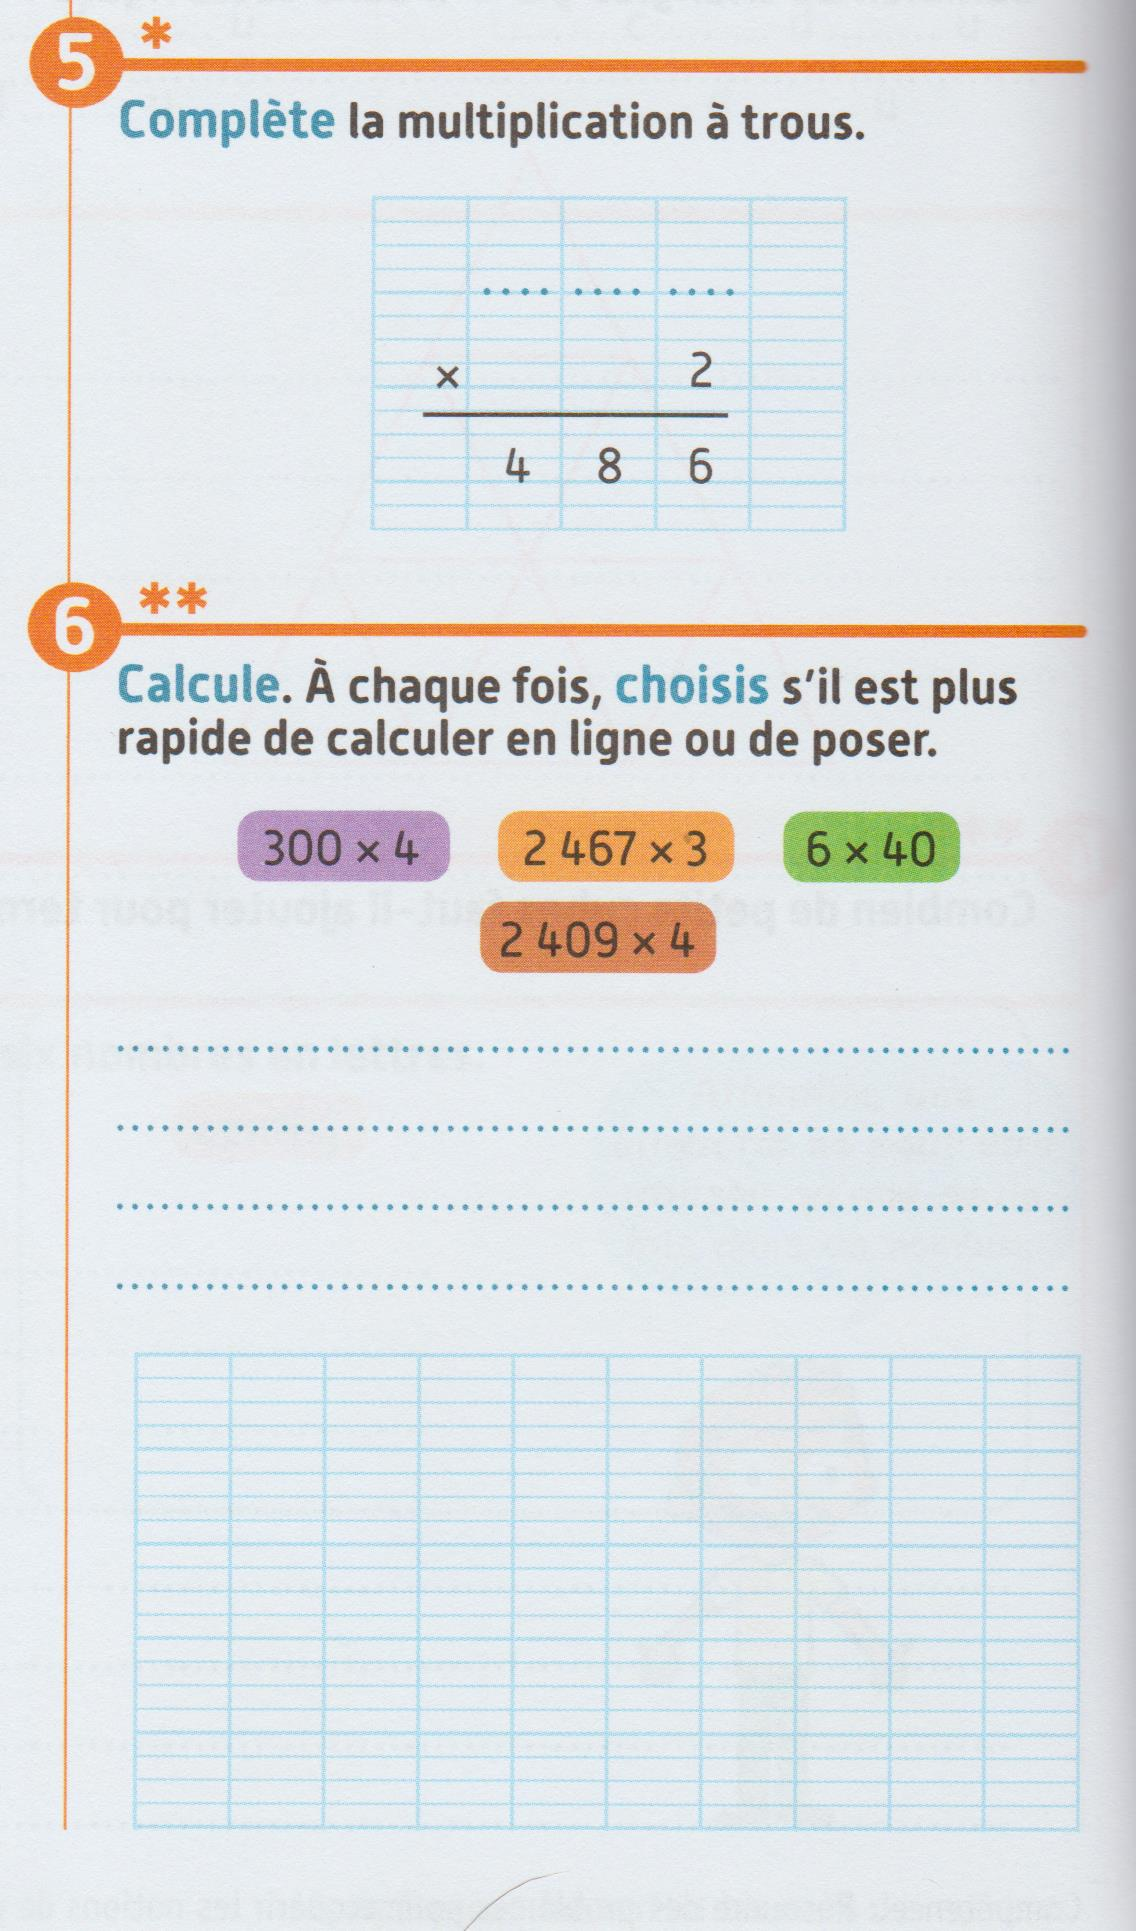 5 *
Complète la multiplication à trous.
.... .... ....
× 2
4 8 6
6 **
Calcule. À chaque fois, choisis s'il est plus
rapide de calculer en ligne ou de poser.
300 × 4 2 467 × 3 6 × 40
2 409 × 4